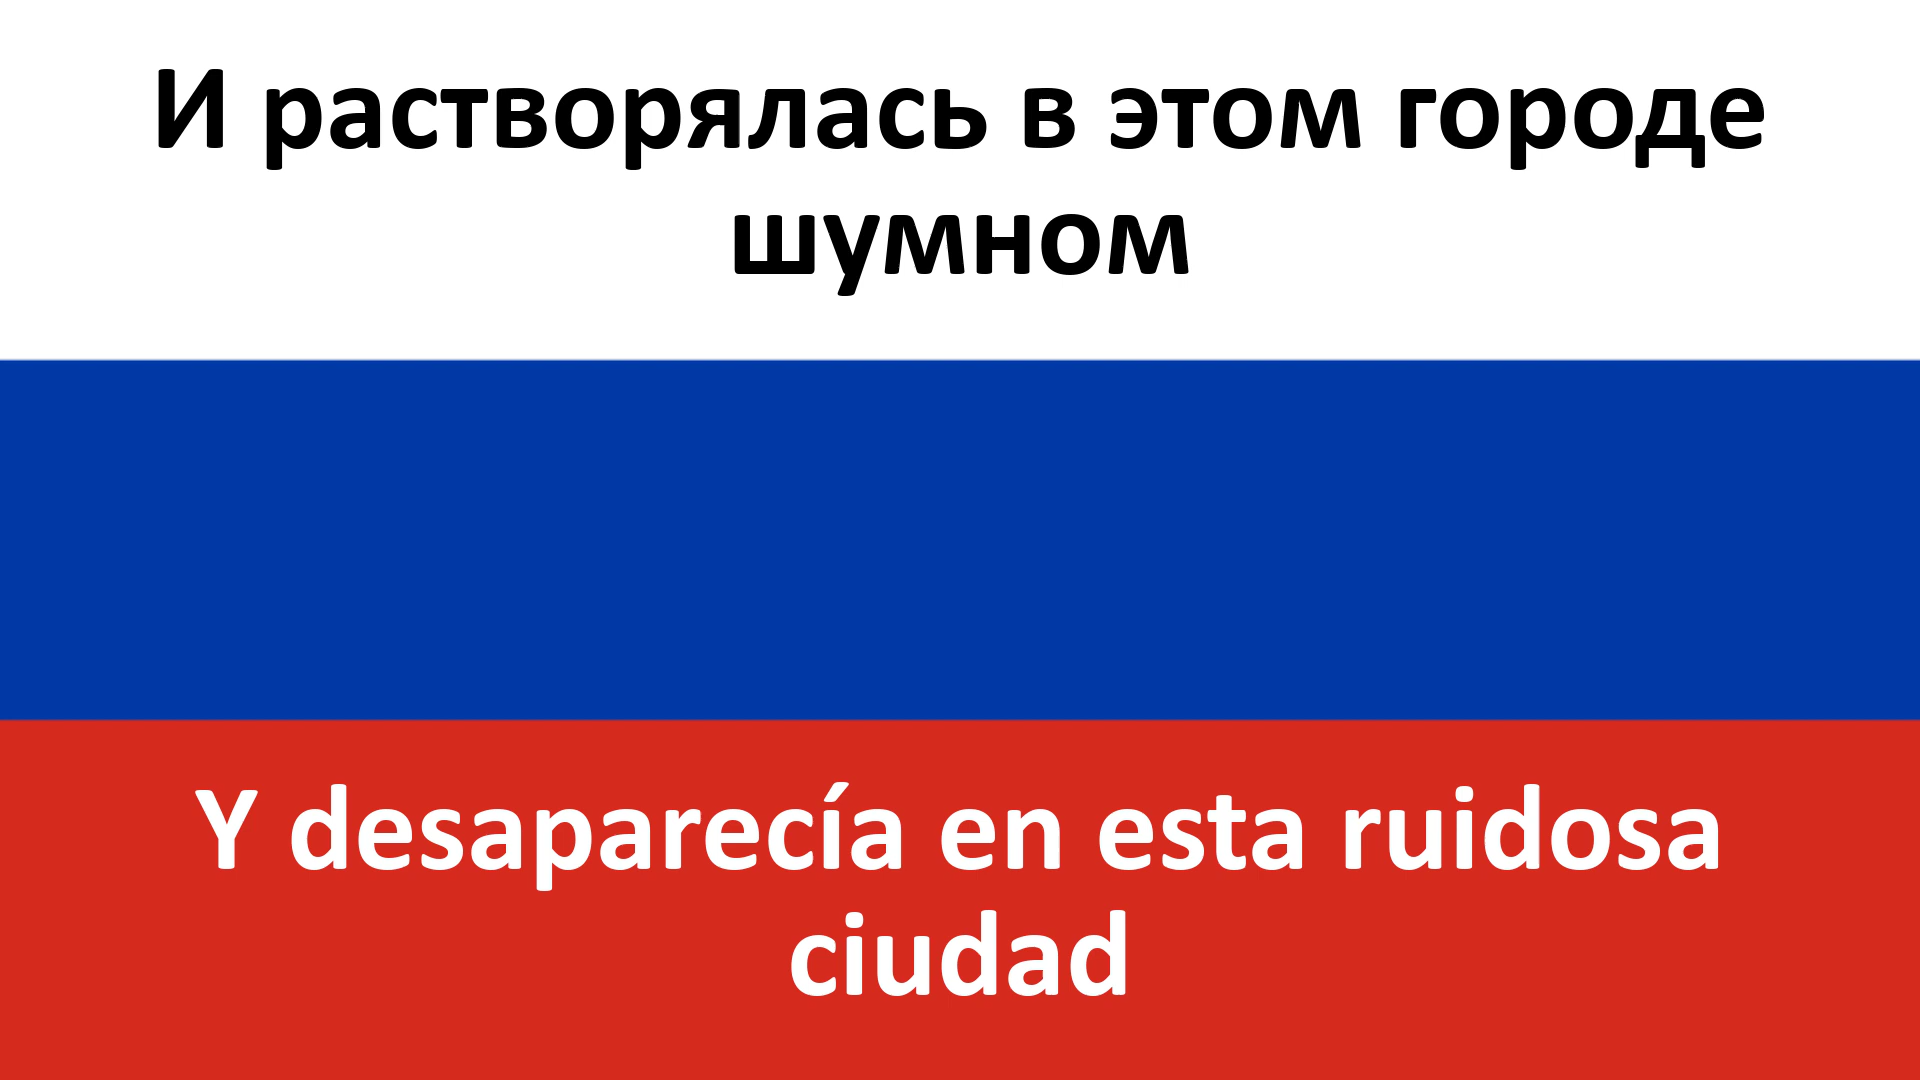 И растворялась в этом городе
шумном
Y desaparecía en esta ruidosa
ciudad